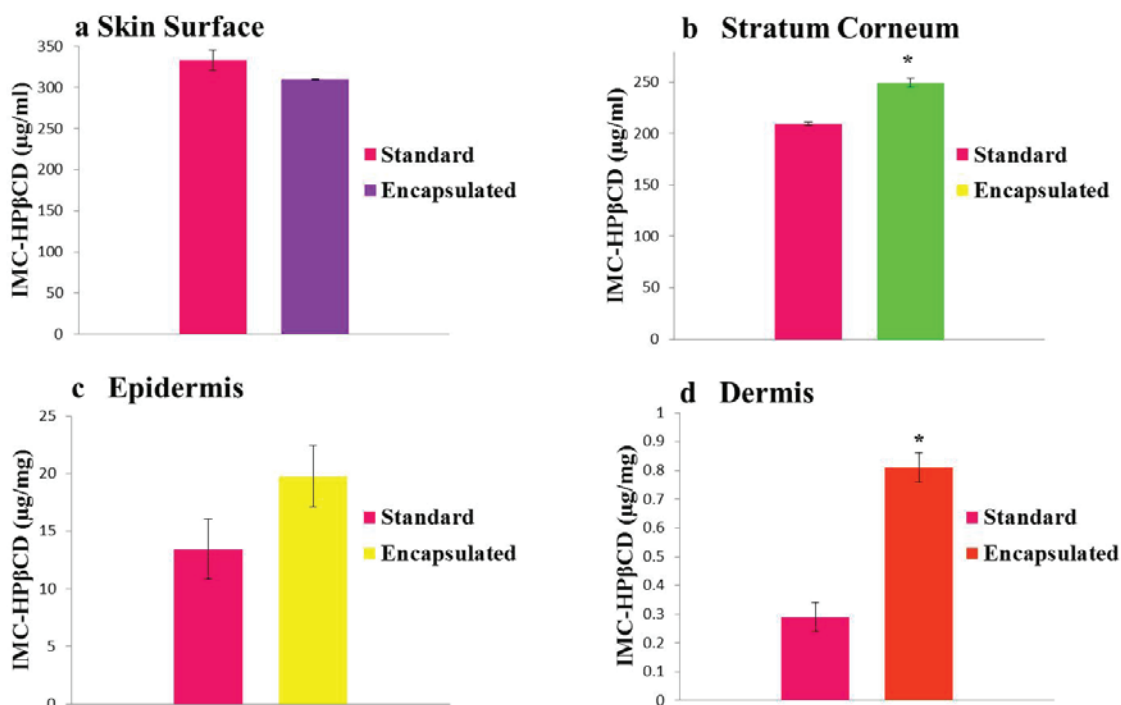 a Skin Surface
IMC-HPβCD (µg/ml)
350
300
250
200
150
100
50
0
Standard
Encapsulated
b Stratum Corneum
IMC-HPβCD (µg/ml)
250
200
250
100
50
0
*
Standard
Encapsulated
c Epidermis
IMC-HPβCD (µg/mg)
25
20
15
10
5
0
Standard
Encapsulated
d Dermis
IMC-HPβCD (µg/mg)
1
0.9
0.8
0.7
0.6
0.5
0.4
0.3
0.2
0.1
0
*
Standard
Encapsulated